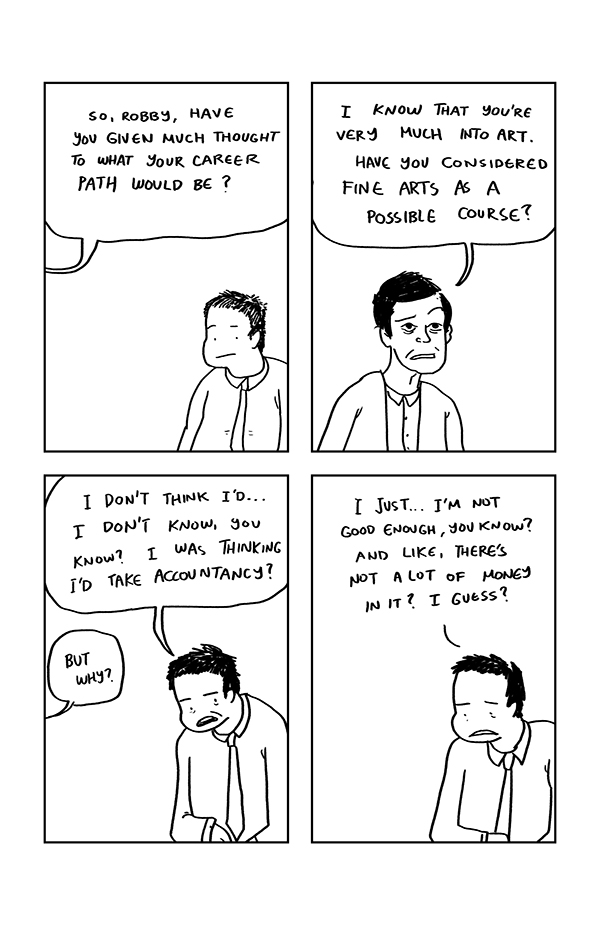 SO, ROBBY, HAVE
YOU GIVEN MUCH THOUGHT
TO WHAT YOUR CAREER
PATH WOULD BE?
I KNOW THAT YOU'RE
VERY MUCH INTO ART.
HAVE YOU CONSIDERED
FINE ARTS AS A
POSSIBLE COURSE?
I DON'T THINK I'D...
I DON'T KNOW, YOU
KNOW? I WAS THINKING
I'D TAKE ACCOUNTANCY?
BUT
WHY?
I JUST... I'M NOT
GOOD ENOUGH, YOU KNOW?
AND LIKE, THERE'S
NOT A LOT OF MONEY
IN IT? I GUESS?